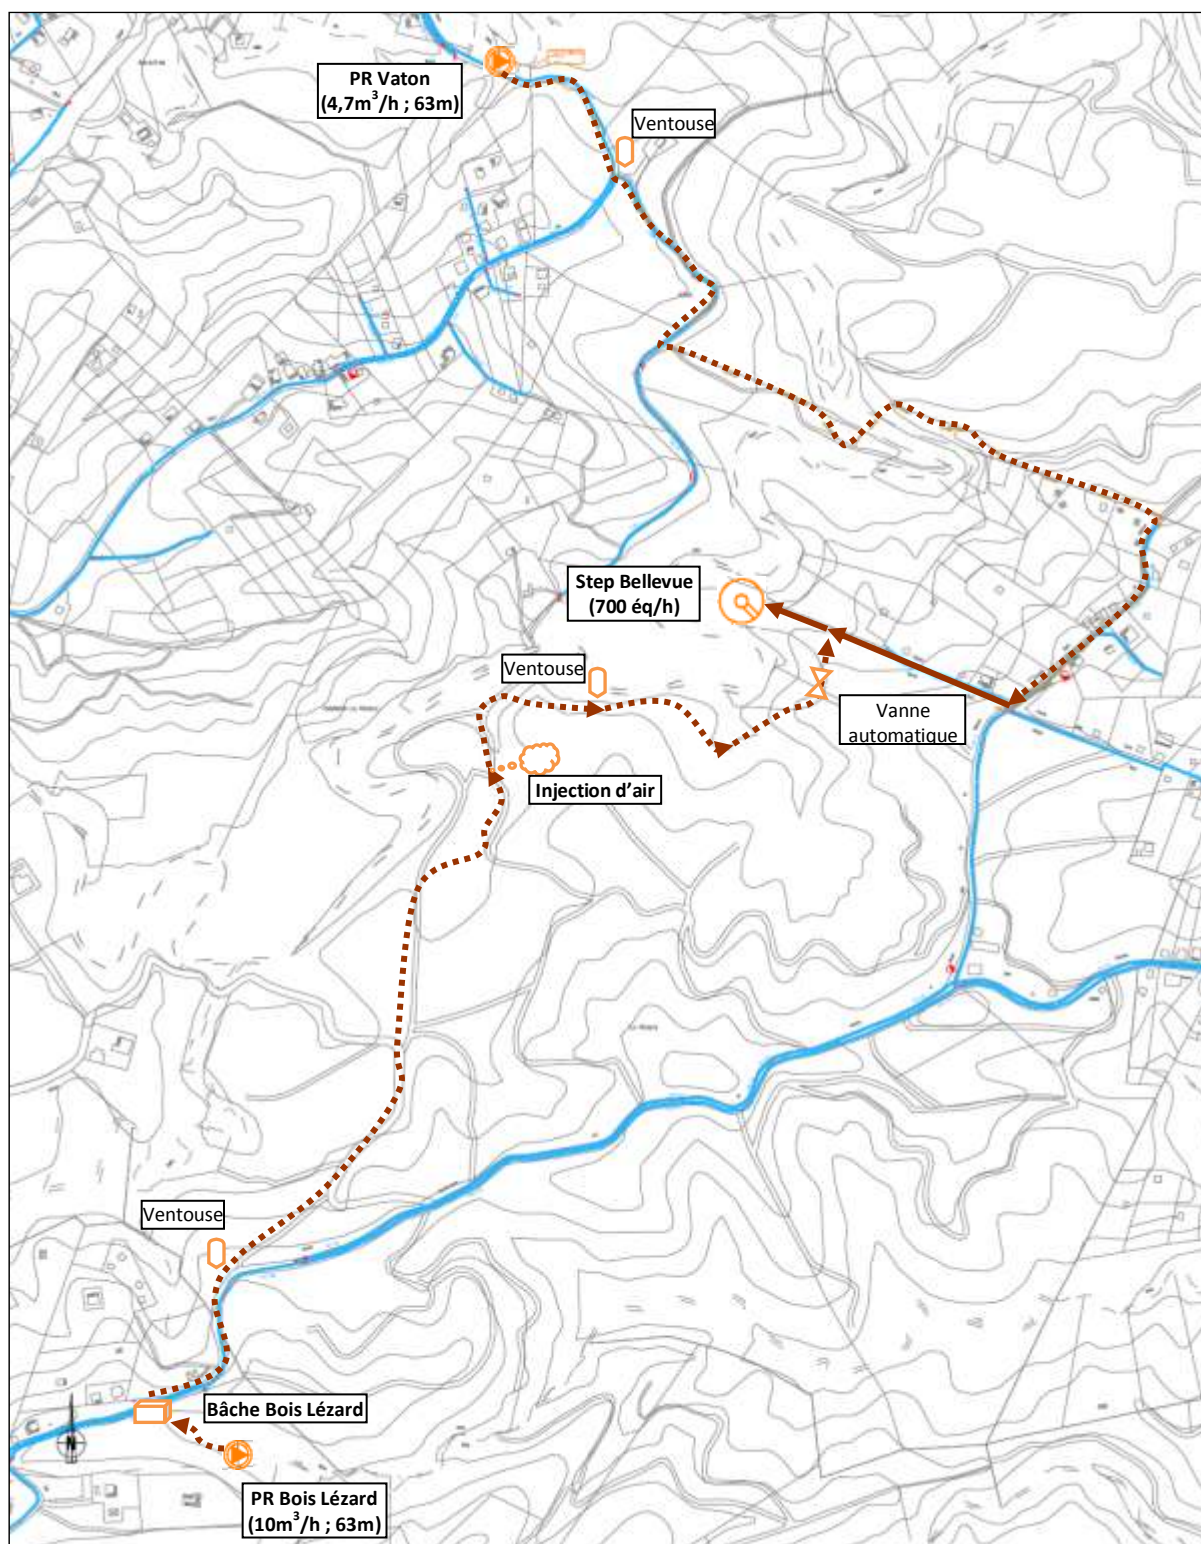 PR Vaton
(4,7m³/h ; 63m)
Ventouse
Step Bellevue
(700 éq/h)
Ventouse
Vanne
automatique
Injection d'air
Ventouse
Bâche Bois Lézard
N
PR Bois Lézard
(10m³/h ; 63m)